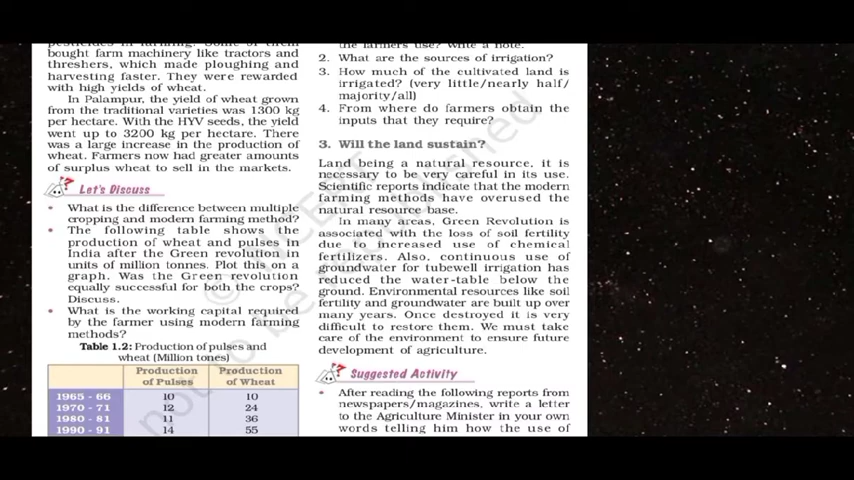 pesticides in farming. Some of them
bought farm machinery like tractors and
threshers, which made ploughing and
harvesting faster. They were rewarded
with high yields of wheat.
In Palampur, the yield of wheat grown
from the traditional varieties was 1300 kg
per hectare. With the HYV seeds, the yield
went up to 3200 kg per hectare. There
was a large increase in the production of
wheat. Farmers now had greater amounts
of surplus wheat to sell in the markets.
Let's Discuss
• What is the difference between multiple
cropping and modern farming method?
• The following table shows the
production of wheat and pulses in
India after the Green revolution in
units of million tonnes. Plot this on a
graph. Was the Green revolution
equally successful for both the crops?
Discuss.
• What is the working capital required
by the farmer using modern farming
methods?
Table 1.2: Production of pulses and
wheat (Million tones)
Production Production
of Pulses of Wheat
1965 - 66 10 10
1970 - 71 12 24
1980 - 81 11 36
1990 - 91 14 55
the farmers use? Write a note.
2. What are the sources of irrigation?
3. How much of the cultivated land is
irrigated? (very little/nearly half/
majority/all)
4. From where do farmers obtain the
inputs that they require?
3. Will the land sustain?
Land being a natural resource, it is
necessary to be very careful in its use.
Scientific reports indicate that the modern
farming methods have overused the
natural resource base.
In many areas, Green Revolution is
associated with the loss of soil fertility
due to increased use of chemical
fertilizers. Also, continuous use of
groundwater for tubewell irrigation has
reduced the water-table below the
ground. Environmental resources like soil
fertility and groundwater are built up over
many years. Once destroyed it is very
difficult to restore them. We must take
care of the environment to ensure future
development of agriculture.
Suggested Activity
• After reading the following reports from
newspapers/magazines, write a letter
to the Agriculture Minister in your own
words telling him how the use of